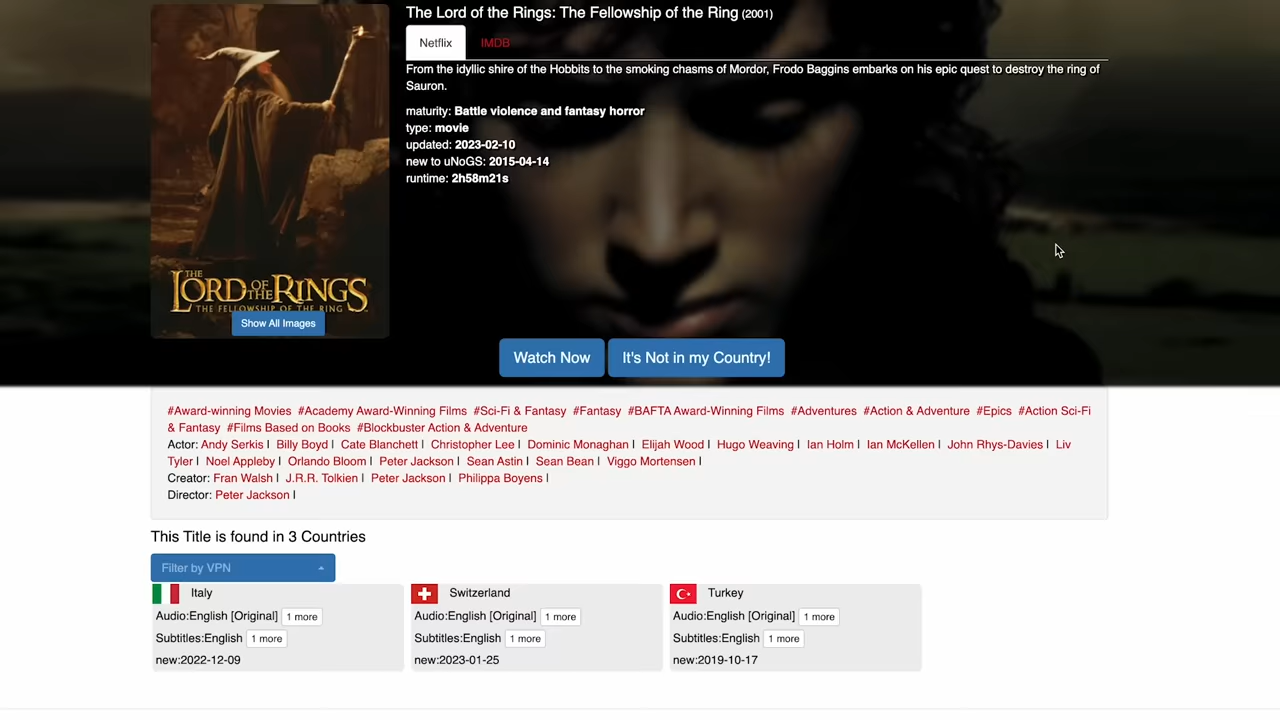 The Lord of the Rings: The Fellowship of the Ring (2001)
Netflix IMDB
From the idyllic shire of the Hobbits to the smoking chasms of Mordor, Frodo Baggins embarks on his epic quest to destroy the ring of
Sauron.
maturity: Battle violence and fantasy horror
type: movie
updated: 2023-02-10
new to uNoGS: 2015-04-14
runtime: 2h58m21s
THE
LORD OF THE RINGS
THE FELLOWSHIP OF THE RING
Show All Images
Watch Now It's Not in my Country!
#Award-winning Movies #Academy Award-Winning Films #Sci-Fi & Fantasy #Fantasy #BAFTA Award-Winning Films #Adventures #Action & Adventure #Epics #Action Sci-Fi
& Fantasy #Films Based on Books #Blockbuster Action & Adventure
Actor: Andy Serkis | Billy Boyd | Cate Blanchett | Christopher Lee | Dominic Monaghan | Elijah Wood | Hugo Weaving | Ian Holm | Ian McKellen | John Rhys-Davies | Liv
Tyler | Noel Appleby | Orlando Bloom | Peter Jackson | Sean Astin | Sean Bean | Viggo Mortensen |
Creator: Fran Walsh | J.R.R. Tolkien | Peter Jackson | Philippa Boyens |
Director: Peter Jackson |
This Title is found in 3 Countries
Filter by VPN
Italy
Audio:English [Original] 1 more
Subtitles:English 1 more
new:2022-12-09
Switzerland
Audio:English [Original] 1 more
Subtitles:English 1 more
new:2023-01-25
Turkey
Audio:English [Original] 1 more
Subtitles:English 1 more
new:2019-10-17